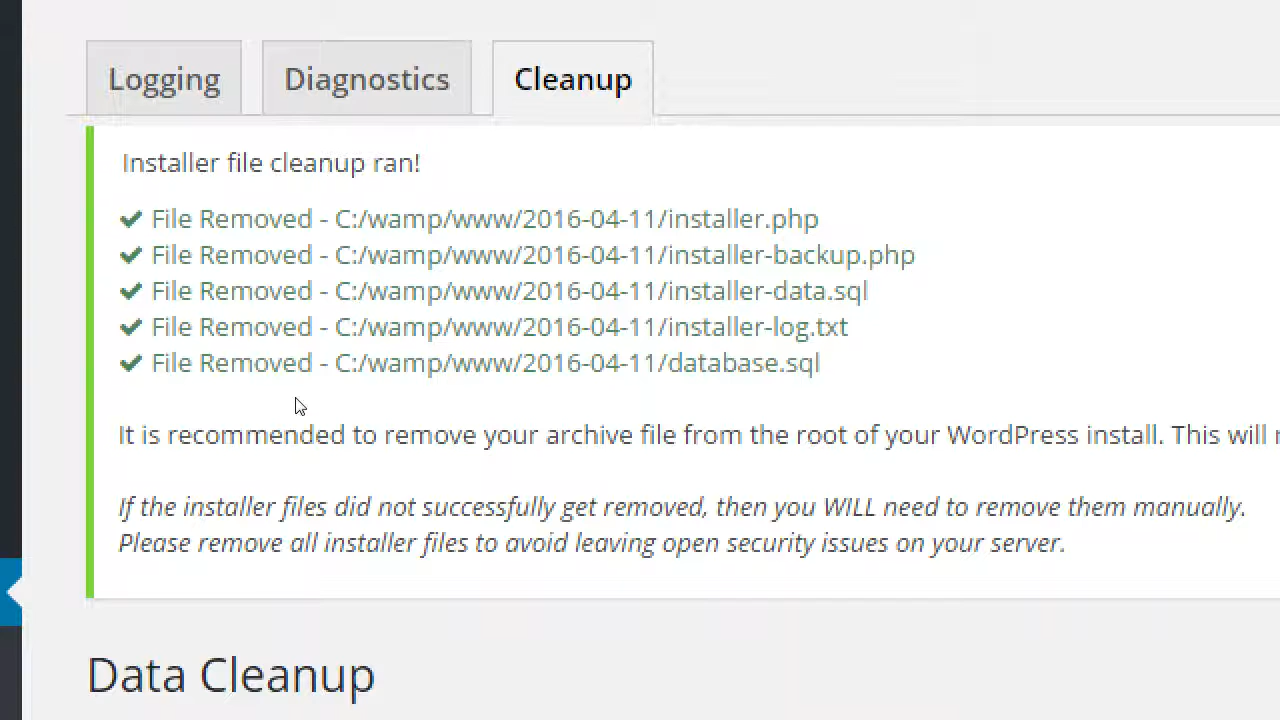 Logging Diagnostics Cleanup
Installer file cleanup ran!
File Removed - C:/wamp/www/2016-04-11/installer.php
File Removed - C:/wamp/www/2016-04-11/installer-backup.php
File Removed - C:/wamp/www/2016-04-11/installer-data.sql
File Removed - C:/wamp/www/2016-04-11/installer-log.txt
File Removed - C:/wamp/www/2016-04-11/database.sql
It is recommended to remove your archive file from the root of your WordPress install. This will
If the installer files did not successfully get removed, then you WILL need to remove them manually.
Please remove all installer files to avoid leaving open security issues on your server.
Data Cleanup